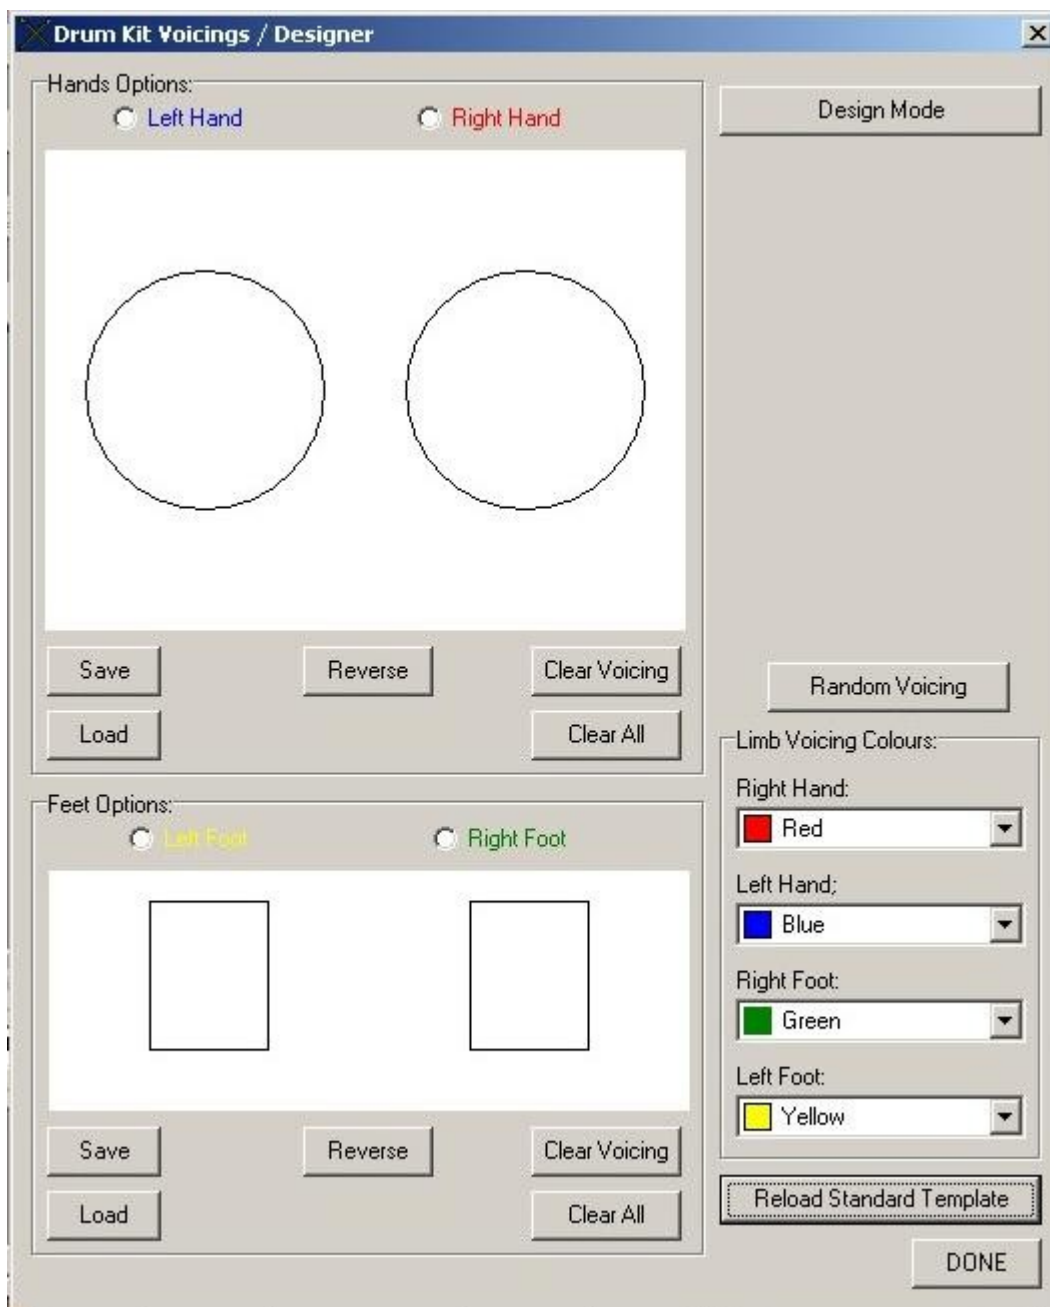 Drum Kit Voicings / Designer
Hands Options:
Left Hand Right Hand
Design Mode
Save Reverse Clear Voicing
Load Clear All
Random Voicing
Feet Options:
Left Foot Right Foot
Save Reverse Clear Voicing
Load Clear All
Limb Voicing Colours:
Right Hand:
Red
Left Hand;
Blue
Right Foot:
Green
Left Foot:
Yellow
Reload Standard Template
DONE